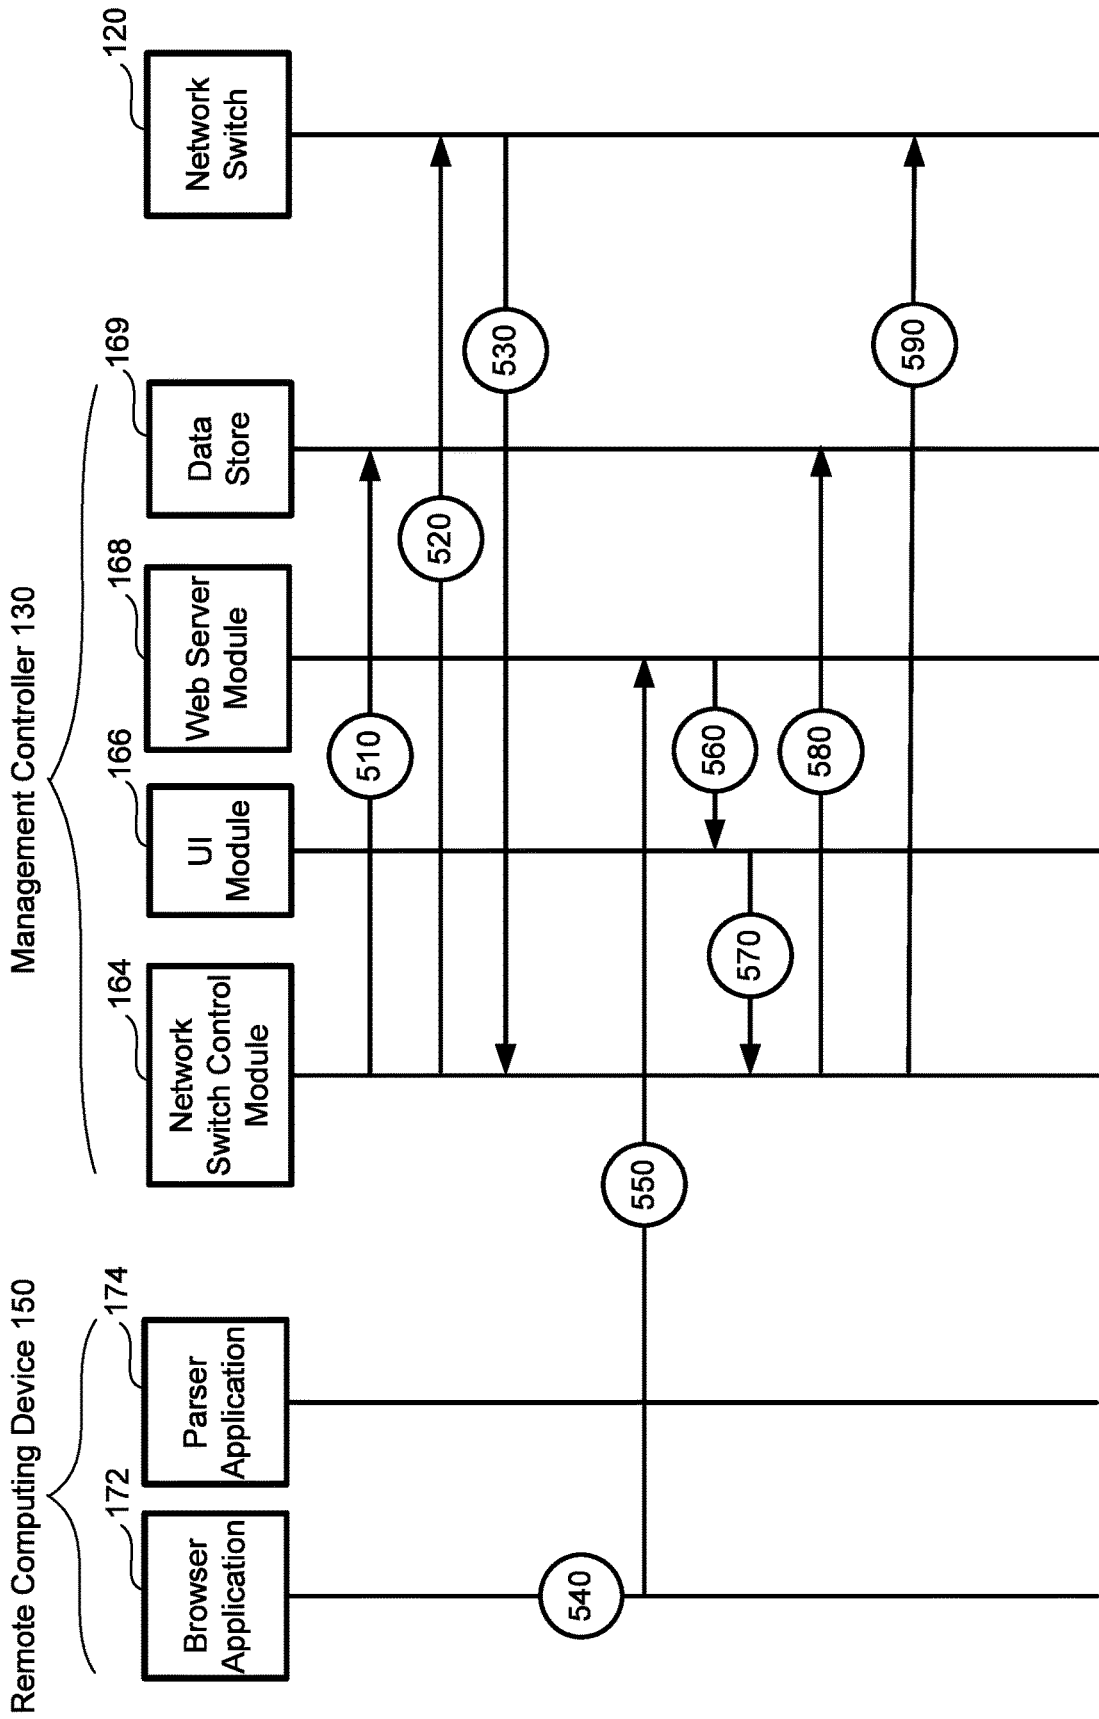 Remote Computing Device 150
Management Controller 130
172
174
164
166
168
169
120
Browser
Application
Parser
Application
Network
Switch Control
Module
UI
Module
Web Server
Module
Data
Store
Network
Switch
510
520
530
540
550
560
570
580
590